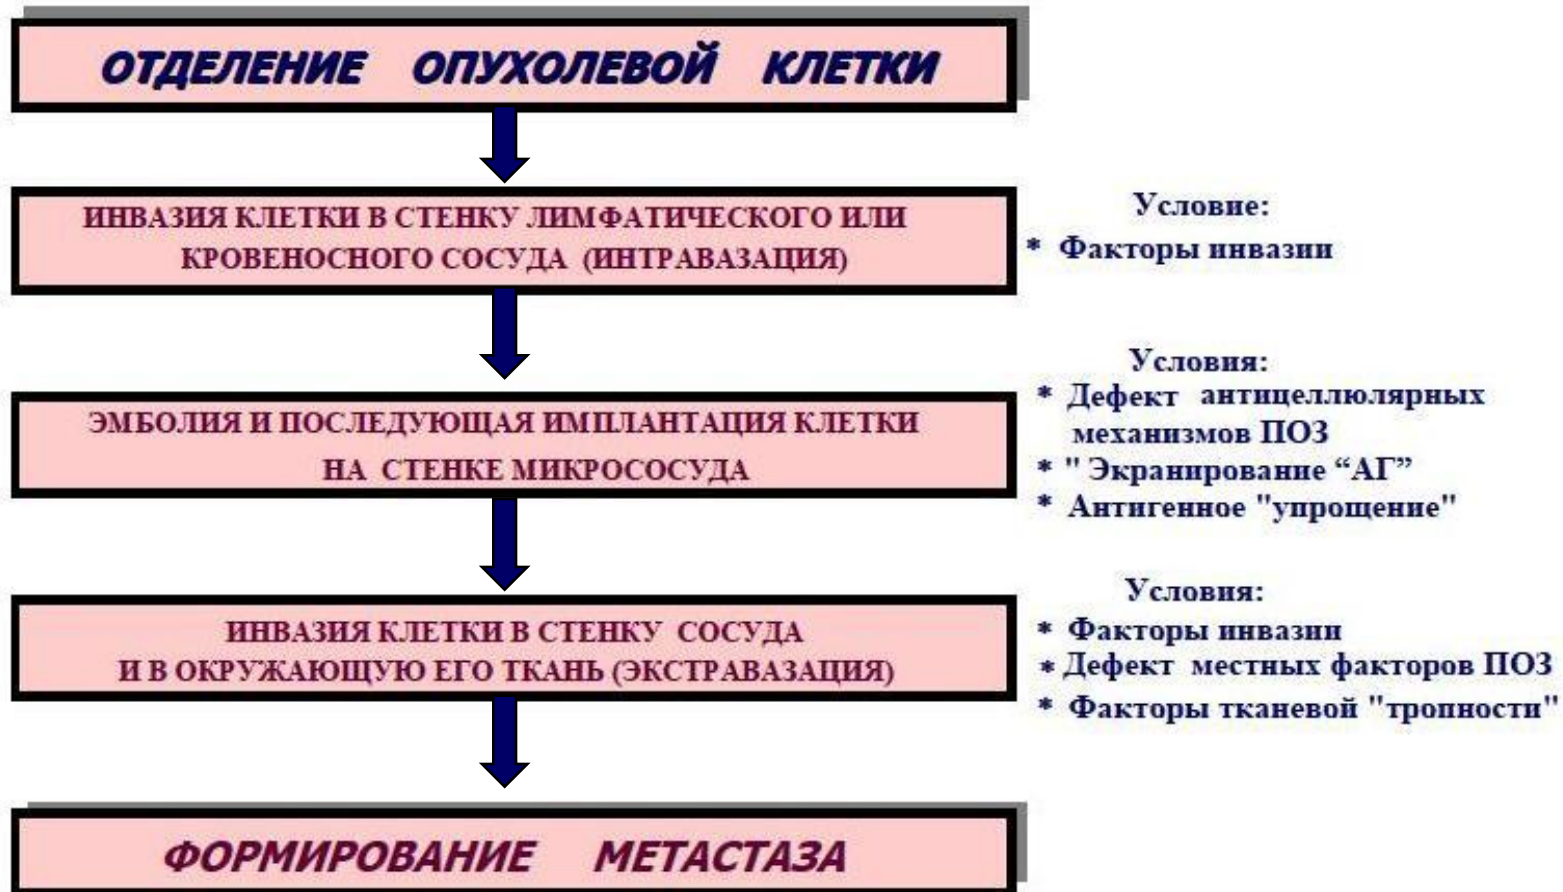 ОТДЕЛЕНИЕ ОПУХОЛЕВОЙ КЛЕТКИ
ИНВАЗИЯ КЛЕТКИ В СТЕНКУ ЛИМФАТИЧЕСКОГО ИЛИ
КРОВЕНОСНОГО СОСУДА (ИНТРАВАЗАЦИЯ)
Условие:
* Факторы инвазии
ЭМБОЛИЯ И ПОСЛЕДУЮЩАЯ ИМПЛАНТАЦИЯ КЛЕТКИ
НА СТЕНКЕ МИКРОСОСУДА
Условия:
* Дефект антицеллюлярных
механизмов ПОЗ
* " Экранирование “АГ”
* Антигенное "упрощение"
ИНВАЗИЯ КЛЕТКИ В СТЕНКУ СОСУДА
И В ОКРУЖАЮЩУЮ ЕГО ТКАНЬ (ЭКСТРАВАЗАЦИЯ)
Условия:
* Факторы инвазии
* Дефект местных факторов ПОЗ
* Факторы тканевой "тропности"
ФОРМИРОВАНИЕ МЕТАСТАЗА